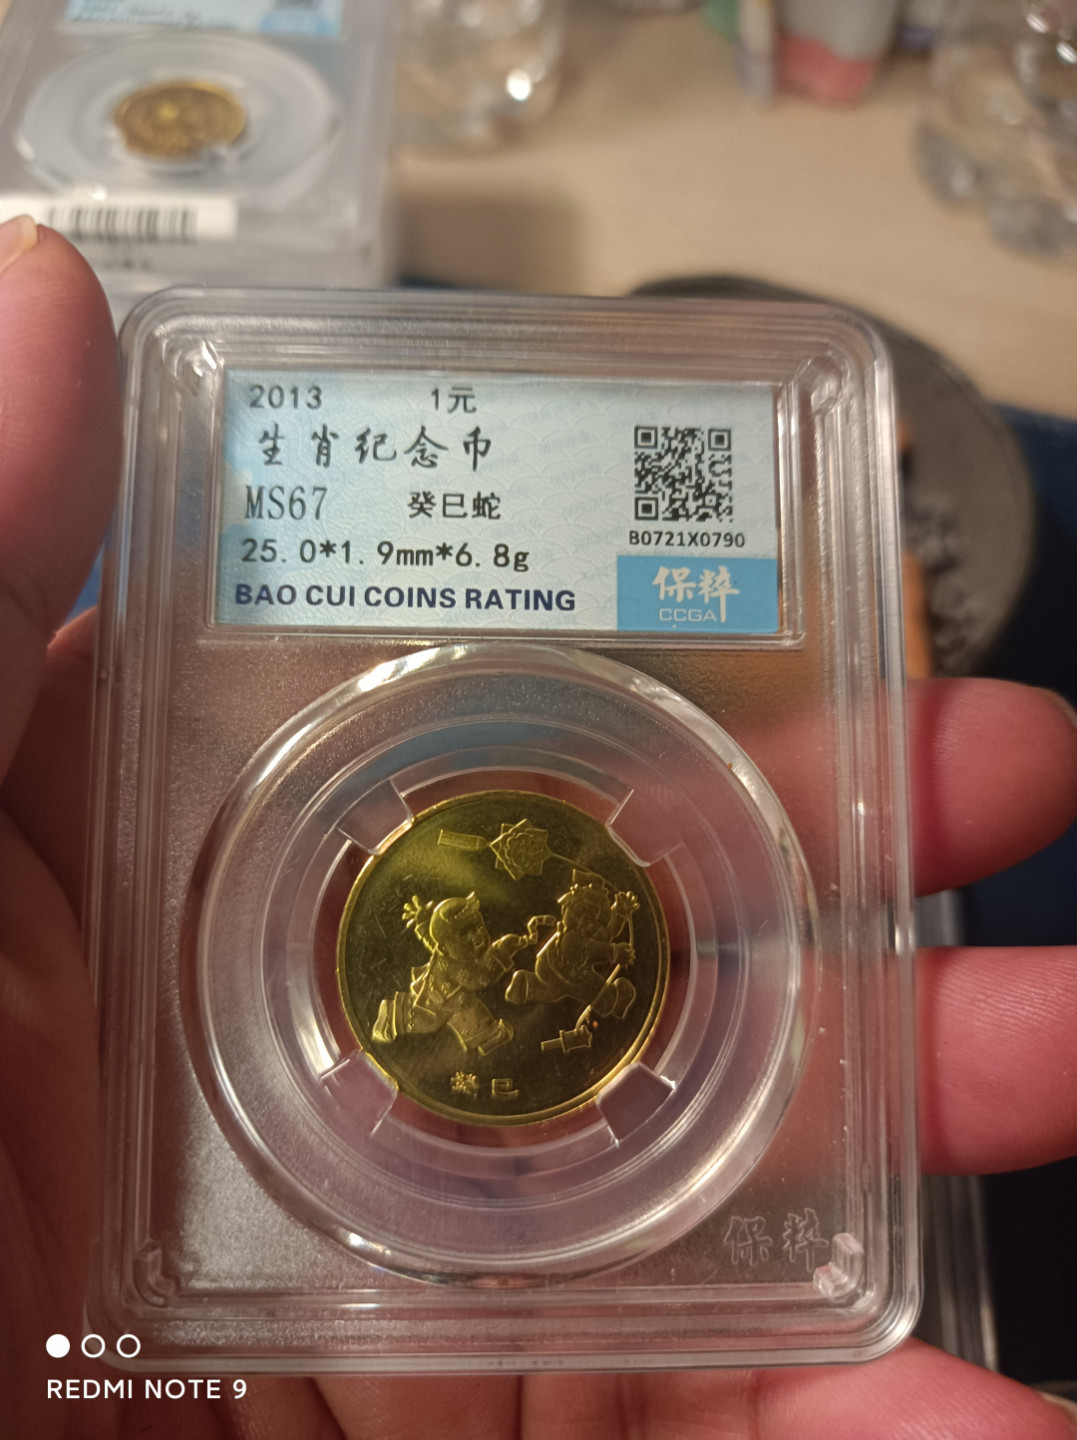 2013 1元
生肖纪念币
MS67 癸巳蛇
25.0*1.9mm*6.8g
BAO CUI COINS RATING
B0721X0790
保粹
CCGA
癸巳
保粹
REDMI NOTE 9